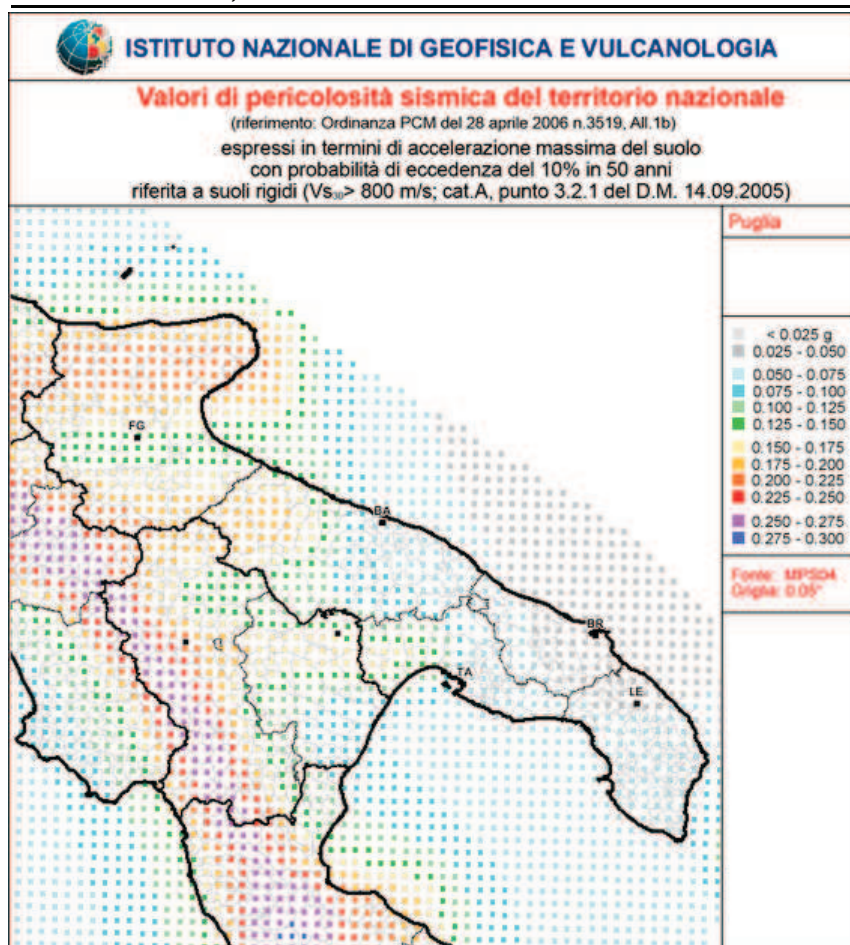 ISTITUTO NAZIONALE DI GEOFISICA E VULCANOLOGIA
Valori di pericolosità sismica del territorio nazionale
(riferimento: Ordinanza PCM del 28 aprile 2006 n.3519, All.1b)
espressi in termini di accelerazione massima del suolo
con probabilità di eccedenza del 10% in 50 anni
riferita a suoli rigidi (Vs₃₀> 800 m/s; cat.A, punto 3.2.1 del D.M. 14.09.2005)
Puglia
< 0.025 g
0.025 - 0.050
0.050 - 0.075
0.075 - 0.100
0.100 - 0.125
0.125 - 0.150
0.150 - 0.175
0.175 - 0.200
0.200 - 0.225
0.225 - 0.250
0.250 - 0.275
0.275 - 0.300
Fonte: MPS04
Griglia: 0.05°
FG
BA
BR
TA
LE